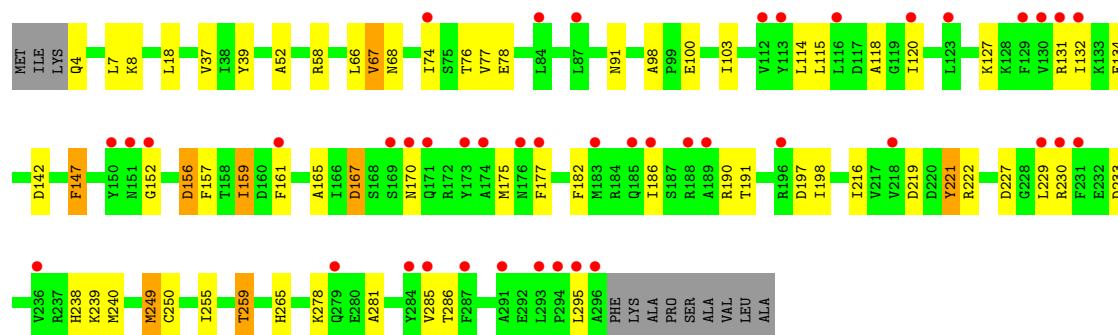 MET ILE LYS Q4 L7 K8 L18 V37 I38 Y39 A52 R58 L66 V67 N68 I74 S75 T76 V77 E78 L84 L87 N91 A98 P99 E100 I103 V112 Y113 L114 L115 L116 D117 A118 G119 I120 L123 K127 K128 F129 V130 R131 I132 K133
D142 F147 Y150 N151 G152 D156 F157 T158 I159 D160 F161 A165 I166 D167 S168 S169 N170 Q171 R172 Y173 A174 M175 N176 F177 F182 M183 R184 Q185 I186 S187 R188 A189 R190 T191 R196 D197 I198 I216 V217 V218 D219 D220 Y221 R222 D227 G228 L229 R230 F231 E232
V236 R237 H238 K239 M240 M249 C250 I255 T259 H265 K278 Q279 E280 A281 Y284 V285 T286 F287 A291 E292 L293 P294 L295 A296 PHE LYS ALA PRO SER ALA VAL LEU ALA